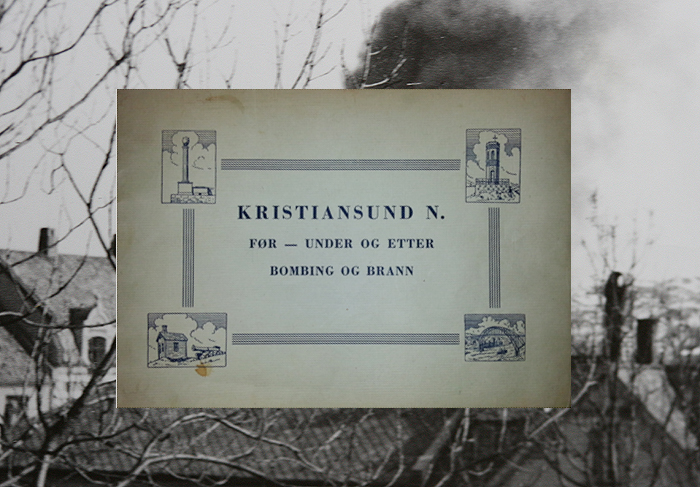 KRISTIANSUND N.
FØR — UNDER OG ETTER
BOMBING OG BRANN